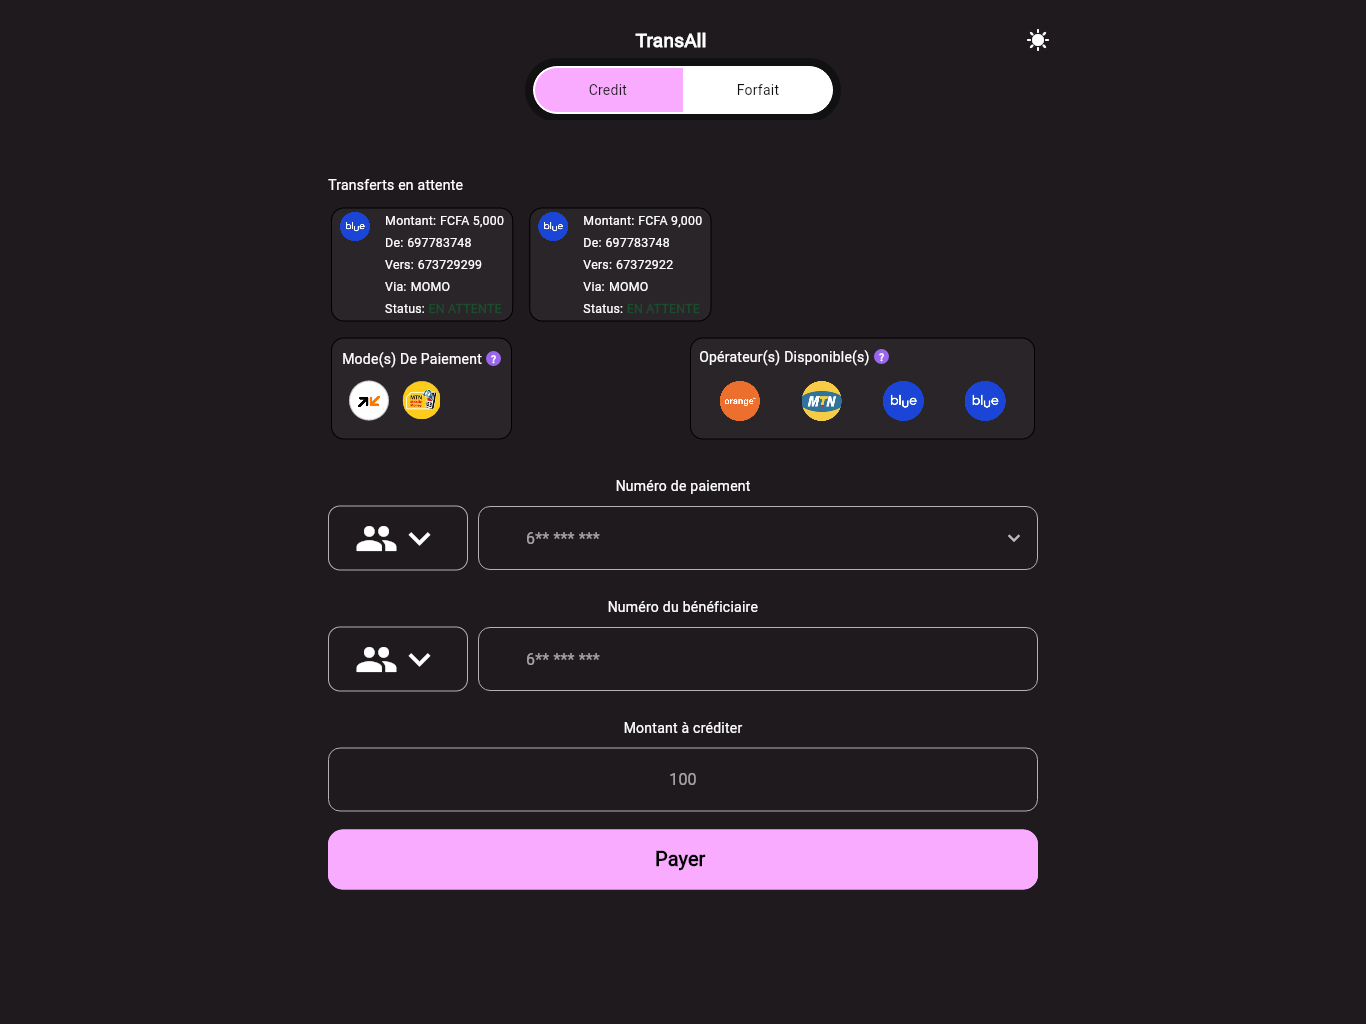 TransAll
Credit
Forfait
Transferts en attente
blue
Montant: FCFA 5,000
De: 697783748
Vers: 673729299
Via: MOMO
Status: EN ATTENTE
blue
Montant: FCFA 9,000
De: 697783748
Vers: 67372922
Via: MOMO
Status: EN ATTENTE
Mode(s) De Paiement ?
MTN
Opérateur(s) Disponible(s) ?
orange™
MTN
blue
blue
Numéro de paiement
6** *** ***
Numéro du bénéficiaire
6** *** ***
Montant à créditer
100
Payer